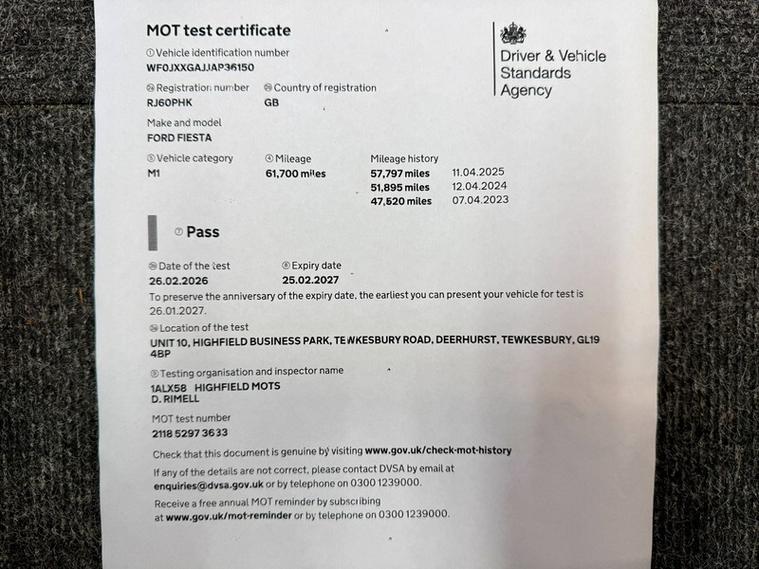 MOT test certificate
① Vehicle identification number
WF0JXXGAJJAP36150
Registration number
RJ60PHK
Country of registration
GB
Make and model
FORD FIESTA
⑤ Vehicle category
M1
④ Mileage
61,700 miles
Mileage history
57,797 miles 11.04.2025
51,895 miles 12.04.2024
47,520 miles 07.04.2023
⑦ Pass
Date of the test
26.02.2026
⑧ Expiry date
25.02.2027
To preserve the anniversary of the expiry date, the earliest you can present your vehicle for test is
26.01.2027.
Location of the test
UNIT 10, HIGHFIELD BUSINESS PARK, TEWKESBURY ROAD, DEERHURST, TEWKESBURY, GL19
4BP
⑨ Testing organisation and inspector name
1ALX58 HIGHFIELD MOTS
D. RIMELL
MOT test number
2118 5297 3633
Check that this document is genuine by visiting www.gov.uk/check-mot-history
If any of the details are not correct, please contact DVSA by email at
enquiries@dvsa.gov.uk or by telephone on 0300 1239000.
Receive a free annual MOT reminder by subscribing
at www.gov.uk/mot-reminder or by telephone on 0300 1239000.
Driver & Vehicle
Standards
Agency